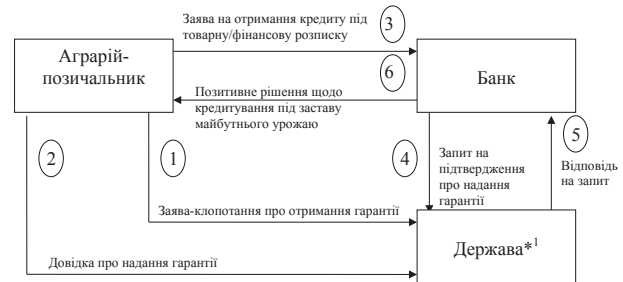 Заява на отримання кредиту під
товарну/фінансову розписку
3
Аграрій-
позичальник
Банк
6
Позитивне рішення щодо
кредитування під заставу
майбутнього урожаю
2
1
4
5
Запит на
підтвердження
про надання
гарантії
Відповідь
на запит
Заява-клопотання про отримання гарантії
Держава*1
Довідка про надання гарантії